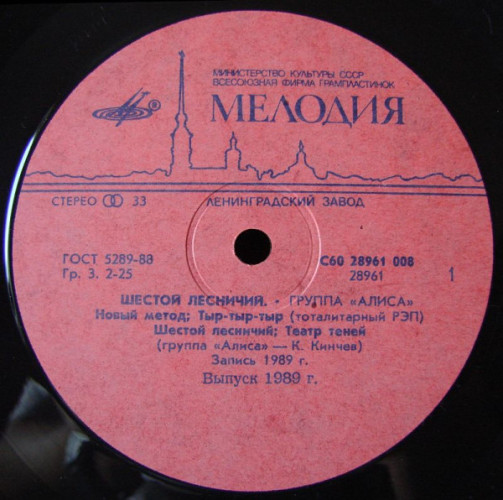 МИНИСТЕРСТВО КУЛЬТУРЫ СССР
ВСЕСОЮЗНАЯ ФИРМА ГРАМПЛАСТИНОК
®
МЕЛОДИЯ
СТЕРЕО 33
ЛЕНИНГРАДСКИЙ ЗАВОД
ГОСТ 5289-88
Гр. 3. 2-25
С60 28961 008
28961
1
ШЕСТОЙ ЛЕСНИЧИЙ. · ГРУППА «АЛИСА»
Новый метод; Тыр-тыр-тыр (тоталитарный РЭП)
Шестой лесничий; Театр теней
(группа «Алиса» — К. Кинчев)
Запись 1989 г.
Выпуск 1989 г.